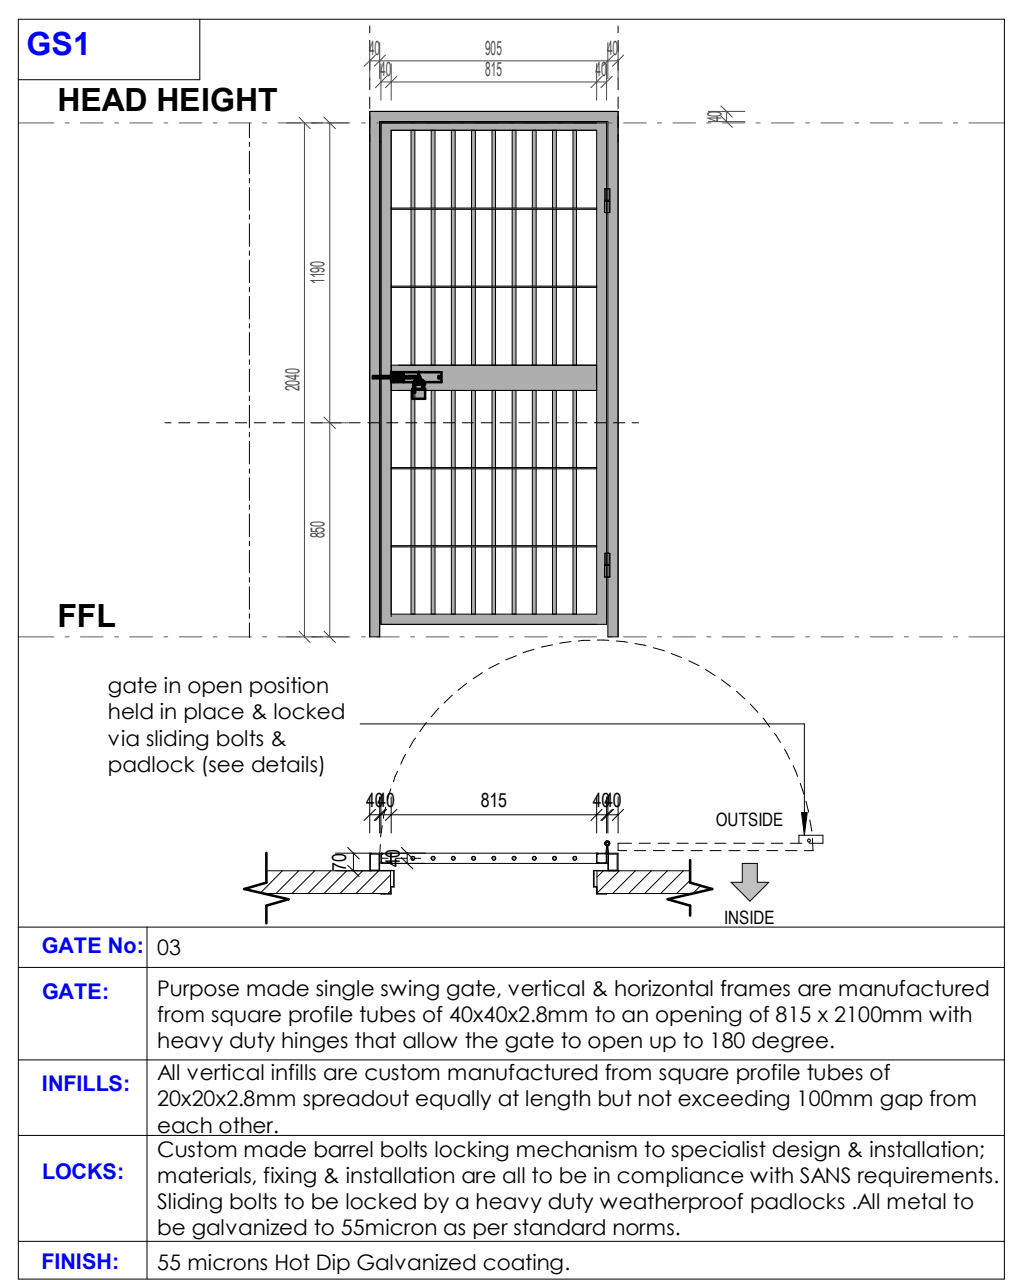 GS1
40 905 40
40 815 40
HEAD HEIGHT
40
1190
2040
850
FFL
gate in open position
held in place & locked
via sliding bolts &
padlock (see details)
40 40 815 40 40
OUTSIDE
70 40
INSIDE
GATE No: 03
GATE: Purpose made single swing gate, vertical & horizontal frames are manufactured
from square profile tubes of 40x40x2.8mm to an opening of 815 x 2100mm with
heavy duty hinges that allow the gate to open up to 180 degree.
INFILLS: All vertical infills are custom manufactured from square profile tubes of
20x20x2.8mm spreadout equally at length but not exceeding 100mm gap from
each other.
LOCKS: Custom made barrel bolts locking mechanism to specialist design & installation;
materials, fixing & installation are all to be in compliance with SANS requirements.
Sliding bolts to be locked by a heavy duty weatherproof padlocks .All metal to
be galvanized to 55micron as per standard norms.
FINISH: 55 microns Hot Dip Galvanized coating.